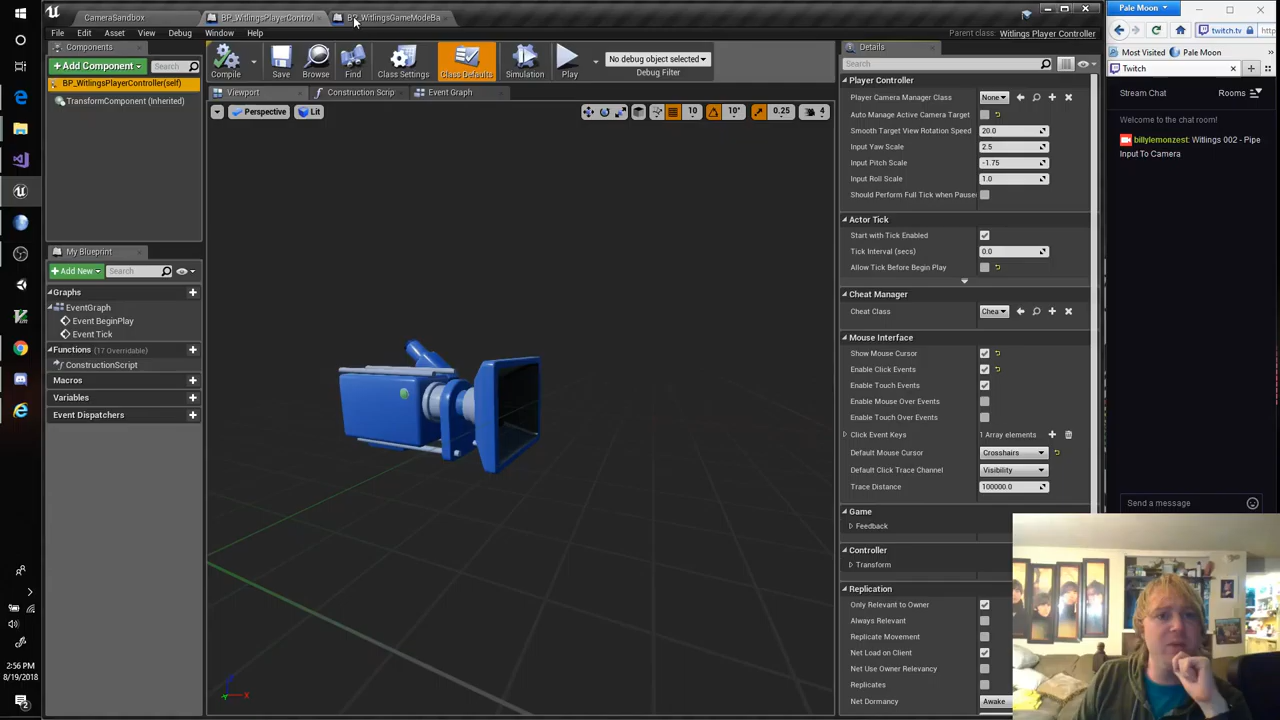 CameraSandbox
BP_WitlingsPlayerControl
BP_WitlingsGameModeBa
File Edit Asset View Debug Window Help
Parent class: Witlings Player Controller
Components
+ Add Component
Search
BP_WitlingsPlayerController(self)
TransformComponent (Inherited)
Compile
Save
Browse
Find
Class Settings
Class Defaults
Simulation
Play
No debug object selected
Debug Filter
Viewport
Construction Scrip
Event Graph
Perspective
Lit
10
10°
0.25
4
My Blueprint
+ Add New
Search
Graphs
EventGraph
Event BeginPlay
Event Tick
Functions (17 Overridable)
ConstructionScript
Macros
Variables
Event Dispatchers
X
Details
Search
Player Controller
Player Camera Manager Class None
Auto Manage Active Camera Target
Smooth Target View Rotation Speed 20.0
Input Yaw Scale 2.5
Input Pitch Scale -1.75
Input Roll Scale 1.0
Should Perform Full Tick when Pause
Actor Tick
Start with Tick Enabled
Tick Interval (secs) 0.0
Allow Tick Before Begin Play
Cheat Manager
Cheat Class Chea
Mouse Interface
Show Mouse Cursor
Enable Click Events
Enable Touch Events
Enable Mouse Over Events
Enable Touch Over Events
Click Event Keys 1 Array elements
Default Mouse Cursor Crosshairs
Default Click Trace Channel Visibility
Trace Distance 100000.0
Game
Feedback
Controller
Transform
Replication
Only Relevant to Owner
Always Relevant
Replicate Movement
Net Load on Client
Net Use Owner Relevancy
Replicates
Net Dormancy Awake
Pale Moon
twitch.tv
http
Most Visited
Pale Moon
Twitch
Stream Chat
Rooms
Welcome to the chat room!
billylemonzest: Witlings 002 - Pipe
Input To Camera
Send a message
2:56 PM
8/19/2018
2